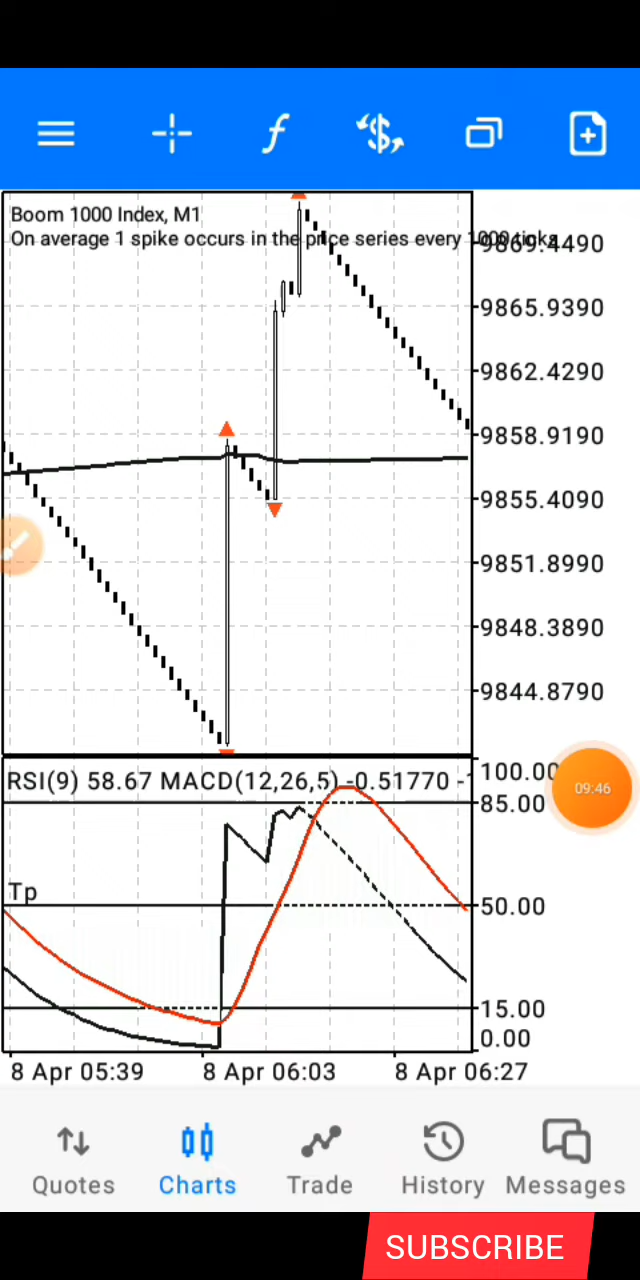 Boom 1000 Index, M1
On average 1 spike occurs in the price series every 1000 ticks
9869.4490
9865.9390
9862.4290
9858.9190
9855.4090
9851.8990
9848.3890
9844.8790
RSI(9) 58.67 MACD(12,26,5) -0.51770
100.00
85.00
09:46
Tp
50.00
15.00
0.00
8 Apr 05:39
8 Apr 06:03
8 Apr 06:27
Quotes
Charts
Trade
History
Messages
SUBSCRIBE